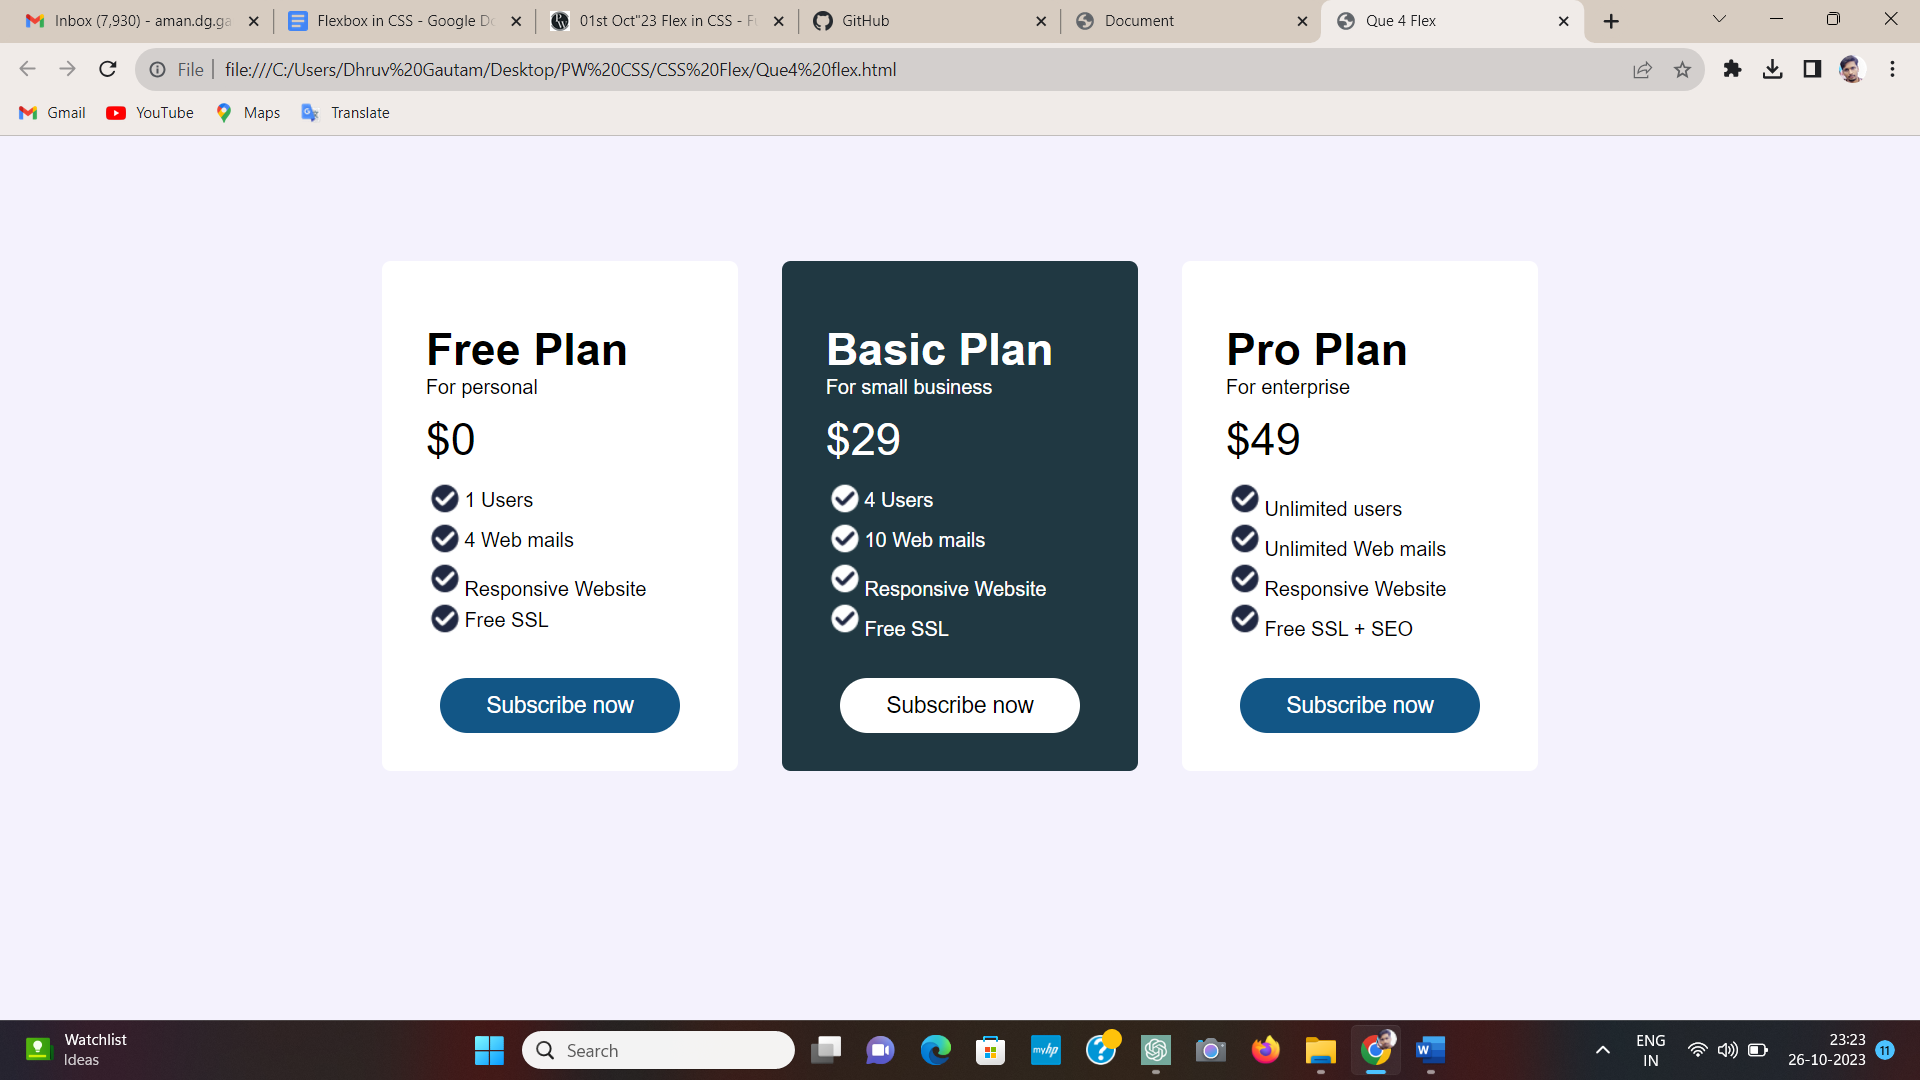 Inbox (7,930) - aman.dg.ga
Flexbox in CSS - Google Do
01st Oct"23 Flex in CSS - Fu
GitHub
Document
Que 4 Flex
File
file:///C:/Users/Dhruv%20Gautam/Desktop/PW%20CSS/CSS%20Flex/Que4%20flex.html
Gmail
YouTube
Maps
Translate
Free Plan
For personal
$0
1 Users
4 Web mails
Responsive Website
Free SSL
Subscribe now
Basic Plan
For small business
$29
4 Users
10 Web mails
Responsive Website
Free SSL
Subscribe now
Pro Plan
For enterprise
$49
Unlimited users
Unlimited Web mails
Responsive Website
Free SSL + SEO
Subscribe now
Watchlist
Ideas
Search
myhp
ENG
IN
23:23
26-10-2023
11